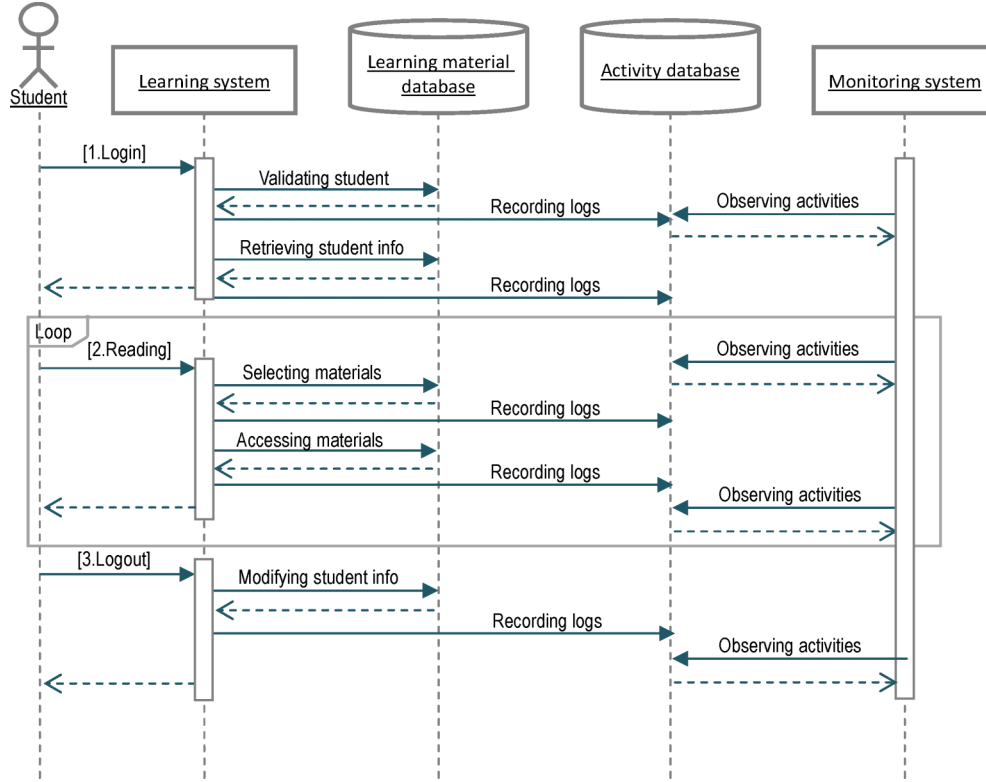 Student
Learning system
Learning material
database
Activity database
Monitoring system
[1.Login]
Validating student
Recording logs
Observing activities
Retrieving student info
Recording logs
Loop
[2.Reading]
Observing activities
Selecting materials
Recording logs
Accessing materials
Recording logs
Observing activities
[3.Logout]
Modifying student info
Recording logs
Observing activities